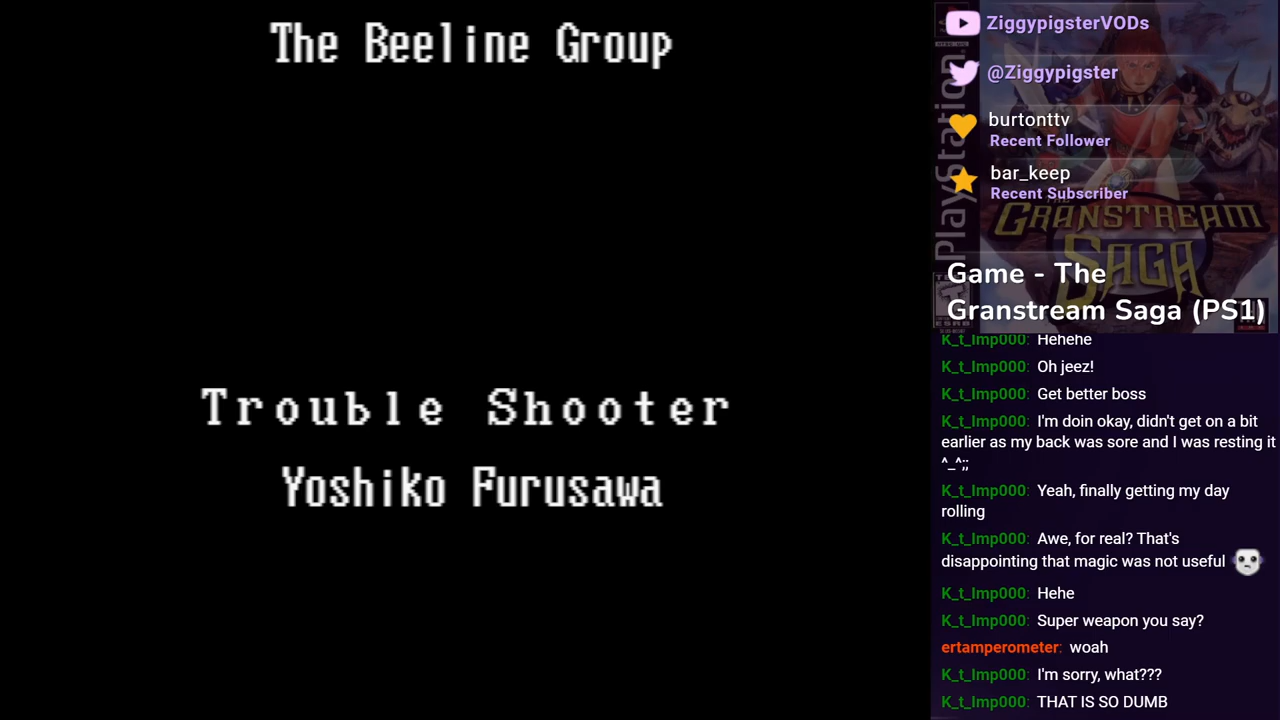 The Beeline Group
Trouble Shooter
Yoshiko Furusawa
ZiggypigsterVODs
@Ziggypigster
burtonttv
Recent Follower
bar_keep
Recent Subscriber
PlayStation
THE
GRANSTREAM
SAGA
Game - The
Granstream Saga (PS1)
K_t_Imp000: Hehehe
K_t_Imp000: Oh jeez!
K_t_Imp000: Get better boss
K_t_Imp000: I'm doin okay, didn't get on a bit
earlier as my back was sore and I was resting it
^_^;;
K_t_Imp000: Yeah, finally getting my day
rolling
K_t_Imp000: Awe, for real? That's
disappointing that magic was not useful
K_t_Imp000: Hehe
K_t_Imp000: Super weapon you say?
ertamperometer: woah
K_t_Imp000: I'm sorry, what???
K_t_Imp000: THAT IS SO DUMB